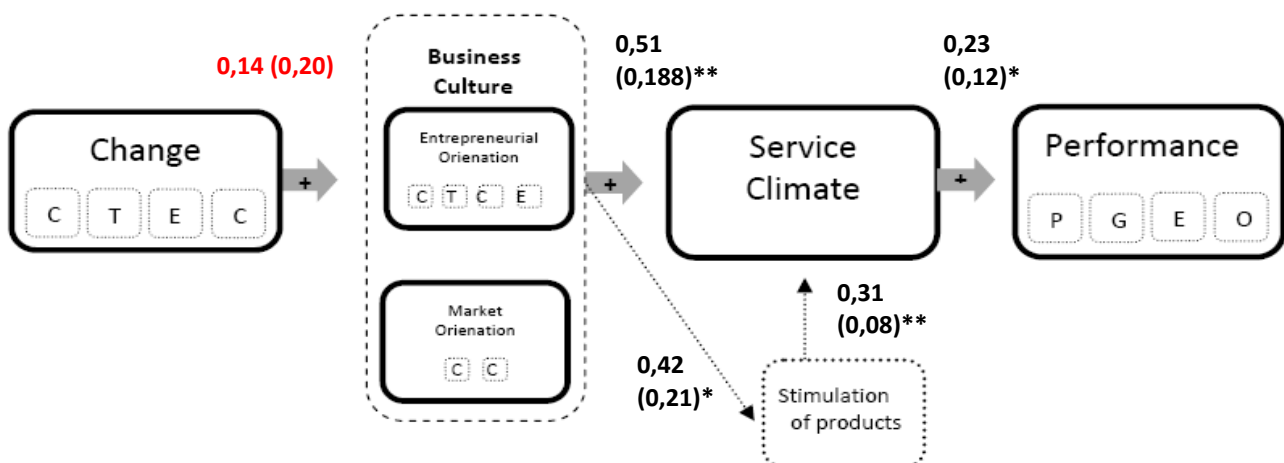 0,14 (0,20)
Change
C T E C
+
Business
Culture
Entrepreneurial
Orienation
C T C E
Market
Orienation
C C
0,51
(0,188)**
+
Service
Climate
0,23
(0,12)*
+
Performance
P G E O
0,31
(0,08)**
0,42
(0,21)*
Stimulation
of products